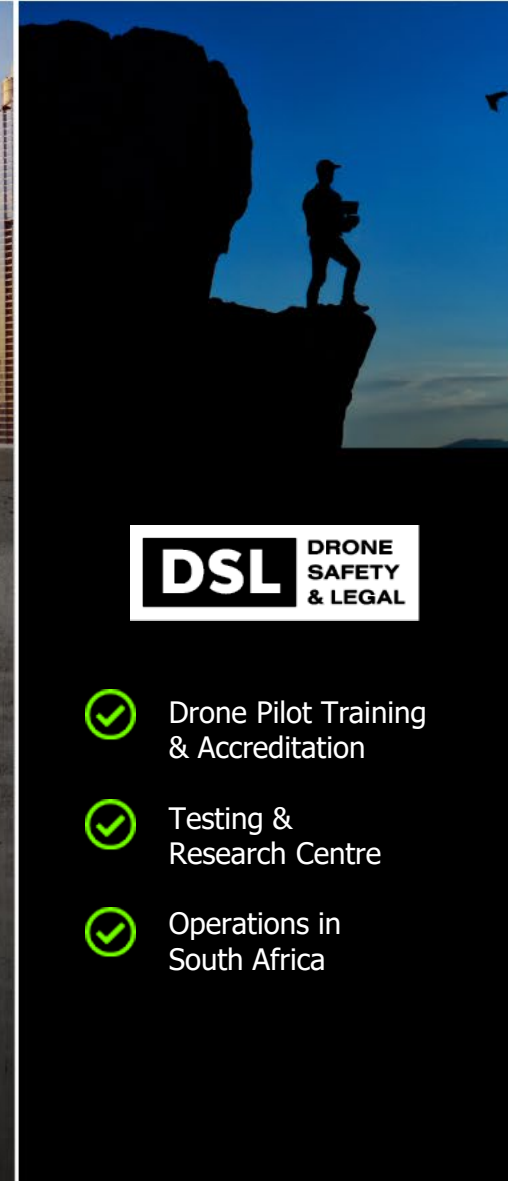 DSL
DRONE
SAFETY
& LEGAL
Drone Pilot Training
& Accreditation
Testing &
Research Centre
Operations in
South Africa